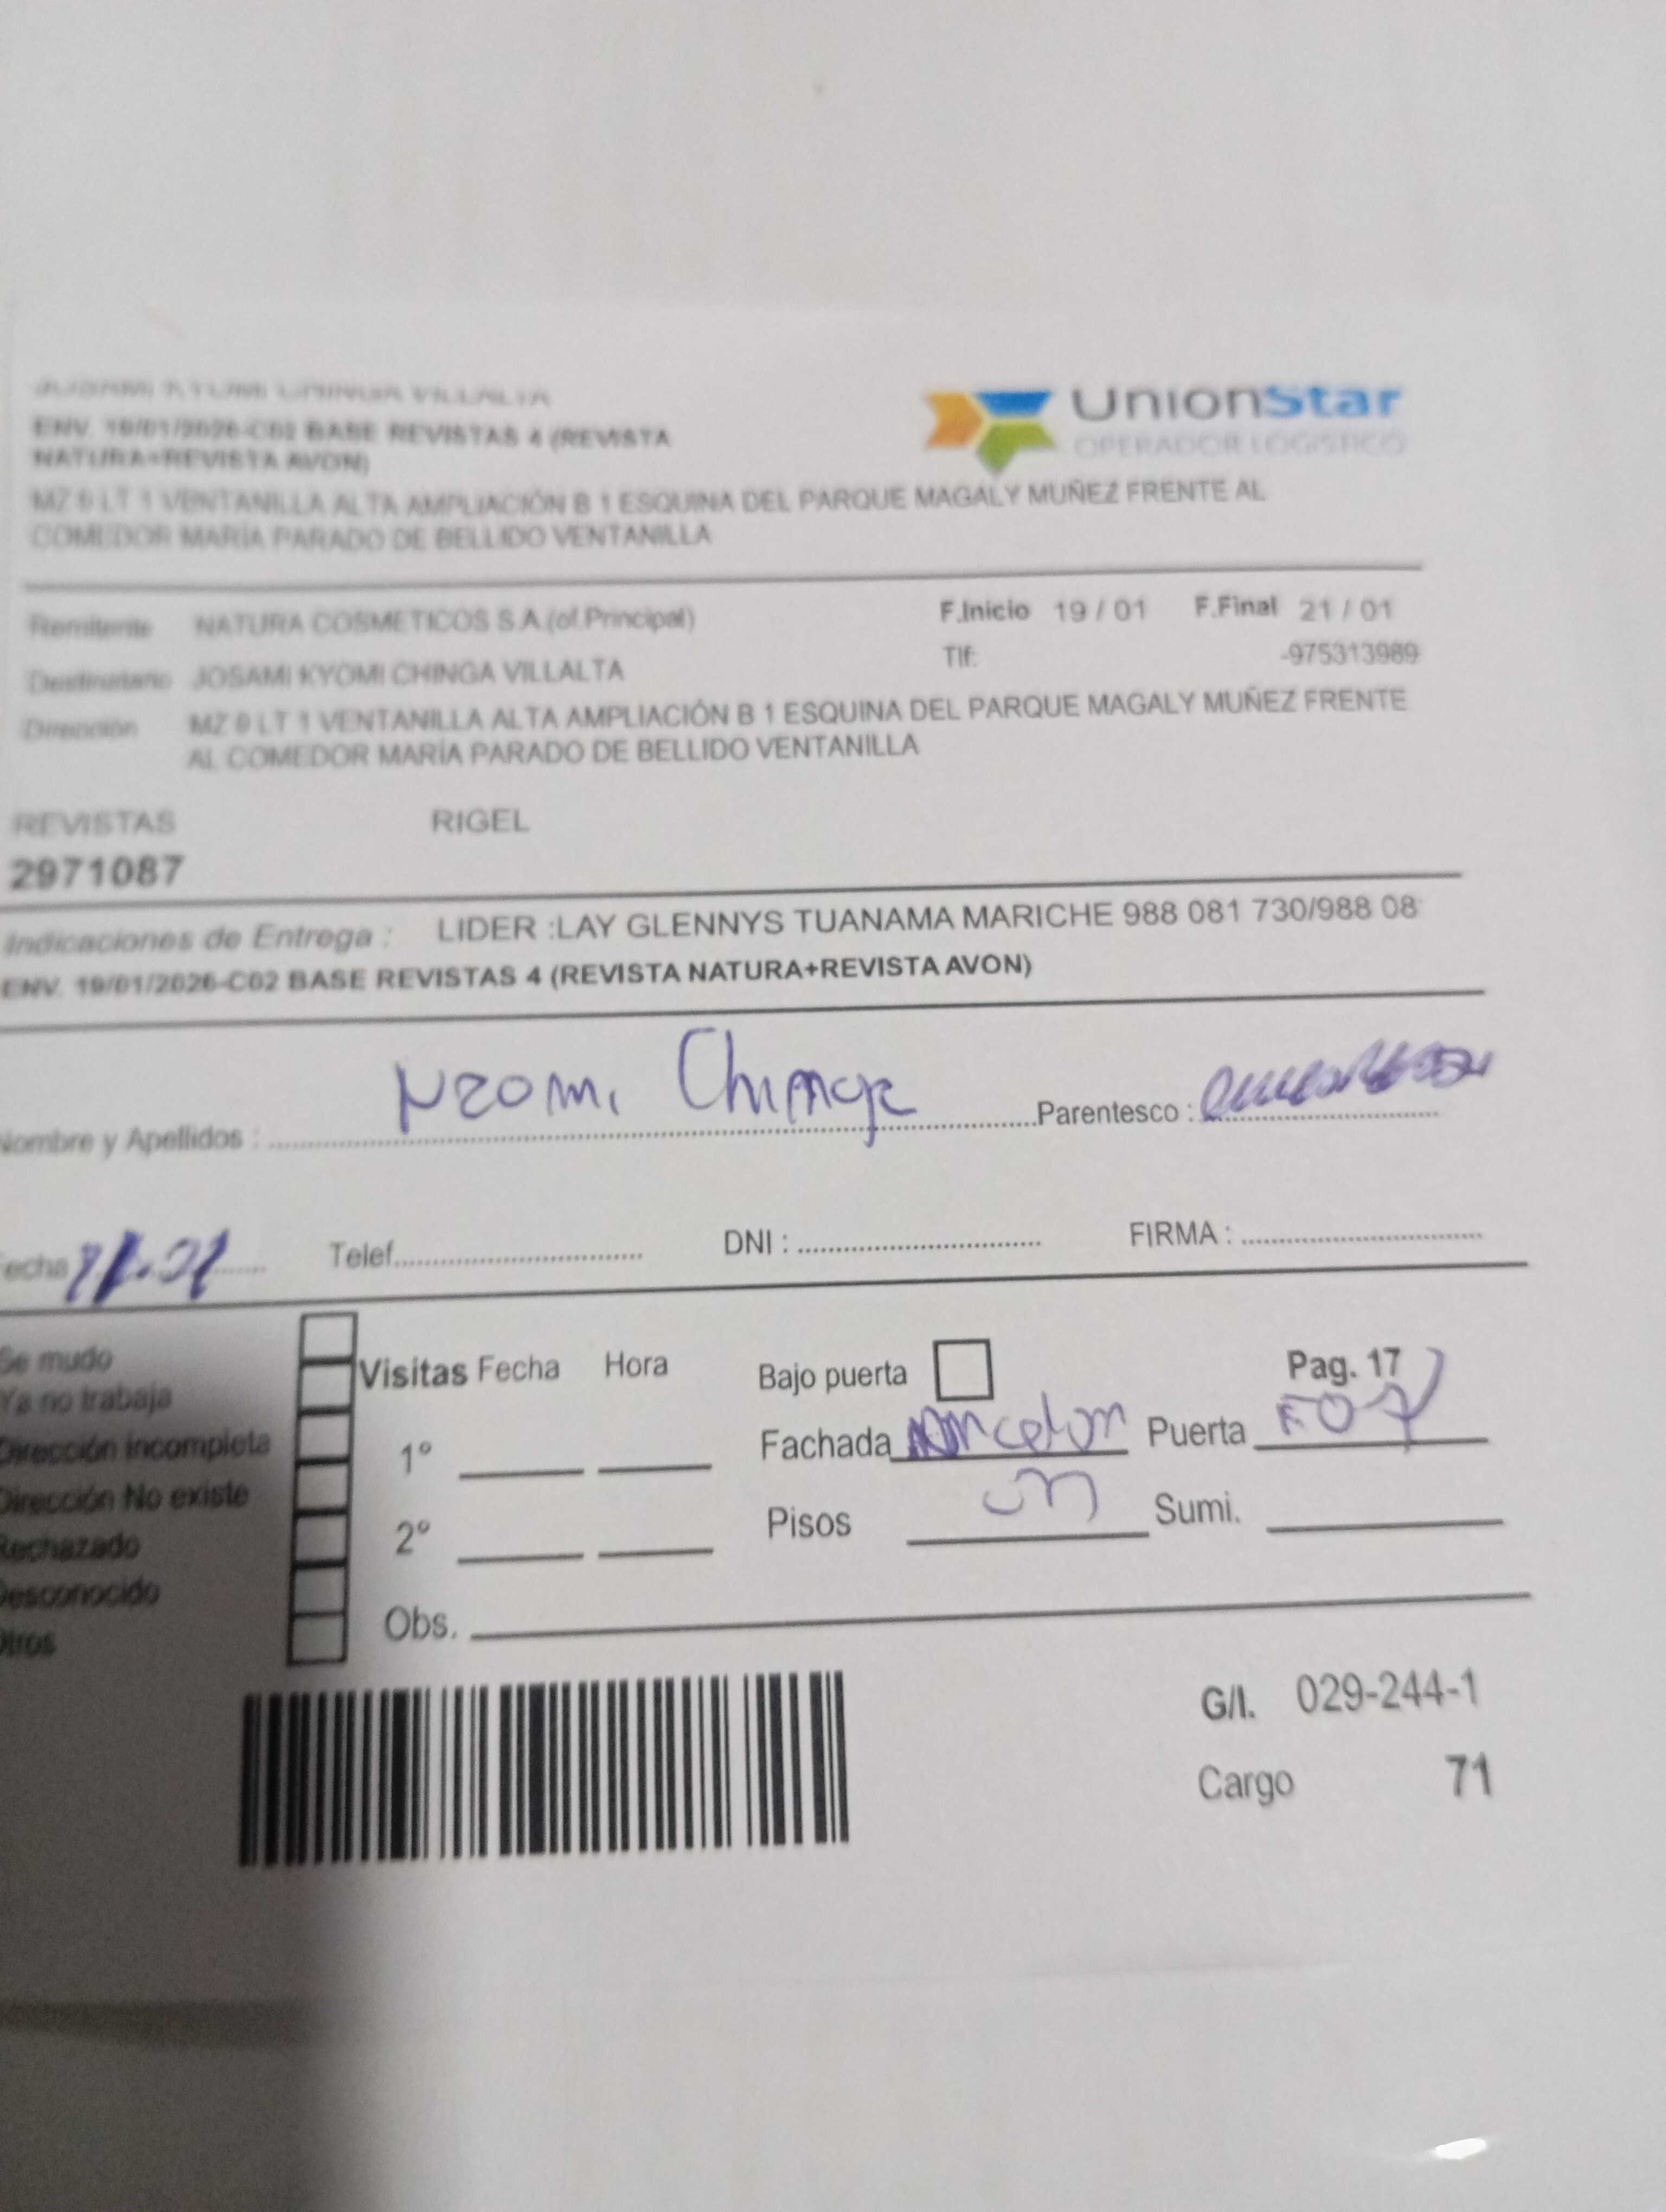 JOSAMI KYOMI CHINGA VILLALTA
UnionStar
OPERADOR LOGISTICO
ENV. 19/01/2026-C02 BASE REVISTAS 4 (REVISTA
NATURA+REVISTA AVON)
LT 1 VENTANILLA ALTA AMPLIACIÓN B 1 ESQUINA DEL PARQUE MAGALY MUÑEZ FRENTE AL
COMEDOR MARÍA PARADO DE BELLIDO VENTANILLA
Remitente NATURA COSMETICOS S.A.(of.Principal) F.Inicio 19 / 01 F.Final 21 / 01
Destinatario JOSAMI KYOMI CHINGA VILLALTA Tlf: -975313989
Dirección LT 1 VENTANILLA ALTA AMPLIACIÓN B 1 ESQUINA DEL PARQUE MAGALY MUÑEZ FRENTE
AL COMEDOR MARÍA PARADO DE BELLIDO VENTANILLA
REVISTAS RIGEL
2971087
Indicaciones de Entrega : LIDER :LAY GLENNYS TUANAMA MARICHE 988 081 730/988 08
ENV. 19/01/2026-C02 BASE REVISTAS 4 (REVISTA NATURA+REVISTA AVON)
Nombre y Apellidos : Chinga Parentesco :
Fecha Telef. DNI : FIRMA :
Se mudo
Ya no trabaja
Dirección incompleta
Dirección No existe
Rechazado
Desconocido
Otros
Visitas Fecha Hora
1°
2°
Obs.
Bajo puerta Pag. 17
Fachada Puerta
Pisos Sumi.
G/I. 029-244-1
Cargo 71